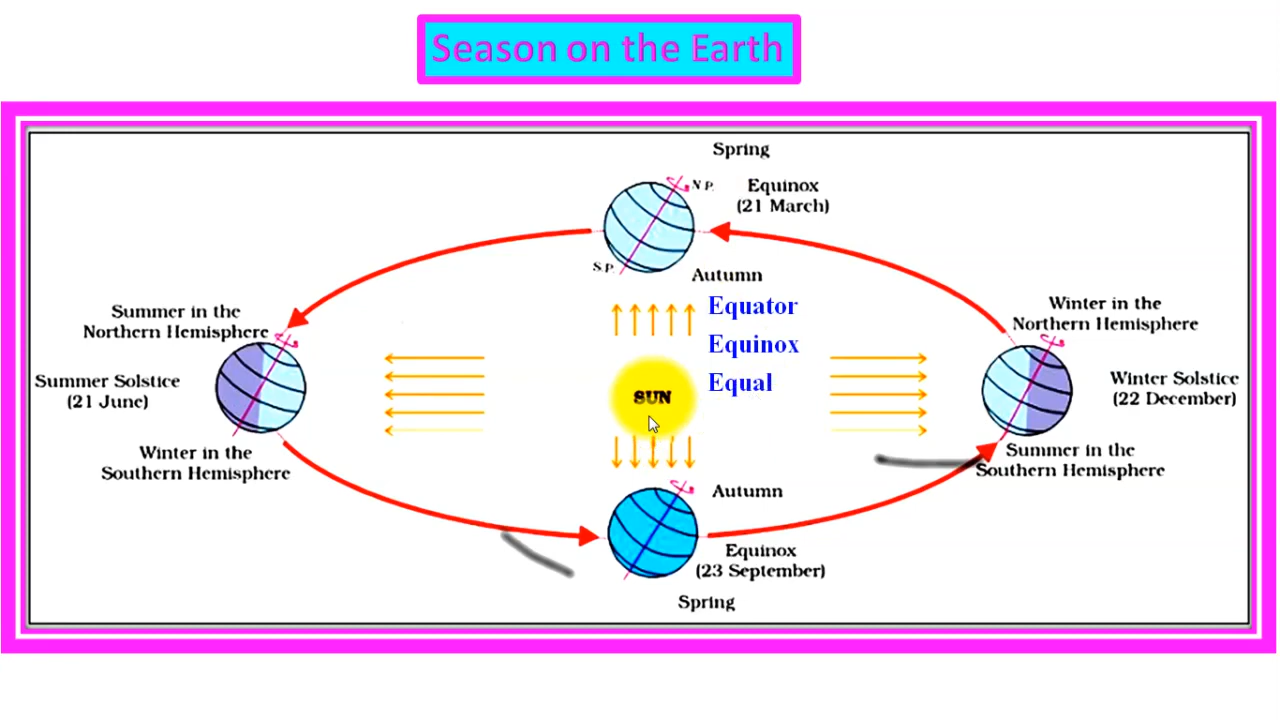 Season on the Earth
Spring
N.P.
Equinox
(21 March)
S.P.
Autumn
Equator
Equinox
Equal
SUN
Summer in the
Northern Hemisphere
Summer Solstice
(21 June)
Winter in the
Southern Hemisphere
Winter in the
Northern Hemisphere
Winter Solstice
(22 December)
Summer in the
Southern Hemisphere
Autumn
Equinox
(23 September)
Spring